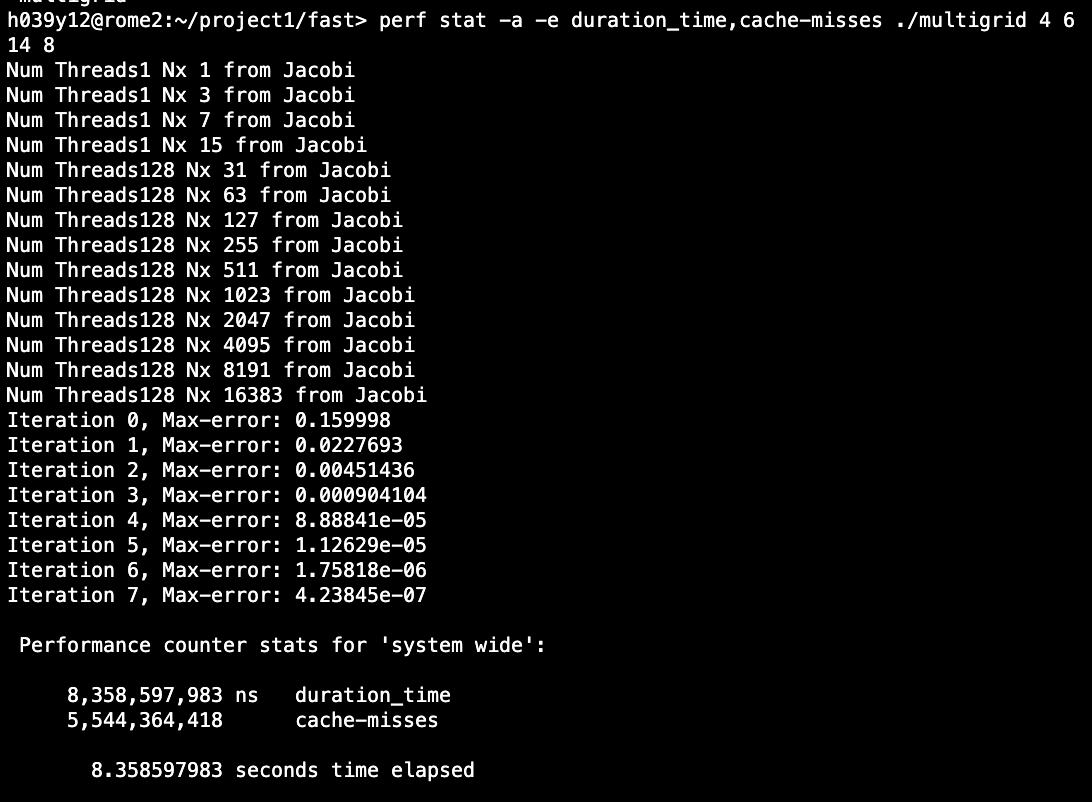 h039y12@rome2:~/project1/fast> perf stat -a -e duration_time,cache-misses ./multigrid 4 6
14 8
Num Threads1 Nx 1 from Jacobi
Num Threads1 Nx 3 from Jacobi
Num Threads1 Nx 7 from Jacobi
Num Threads1 Nx 15 from Jacobi
Num Threads128 Nx 31 from Jacobi
Num Threads128 Nx 63 from Jacobi
Num Threads128 Nx 127 from Jacobi
Num Threads128 Nx 255 from Jacobi
Num Threads128 Nx 511 from Jacobi
Num Threads128 Nx 1023 from Jacobi
Num Threads128 Nx 2047 from Jacobi
Num Threads128 Nx 4095 from Jacobi
Num Threads128 Nx 8191 from Jacobi
Num Threads128 Nx 16383 from Jacobi
Iteration 0, Max-error: 0.159998
Iteration 1, Max-error: 0.0227693
Iteration 2, Max-error: 0.00451436
Iteration 3, Max-error: 0.000904104
Iteration 4, Max-error: 8.88841e-05
Iteration 5, Max-error: 1.12629e-05
Iteration 6, Max-error: 1.75818e-06
Iteration 7, Max-error: 4.23845e-07
Performance counter stats for 'system wide':
8,358,597,983 ns duration_time
5,544,364,418 cache-misses
8.358597983 seconds time elapsed